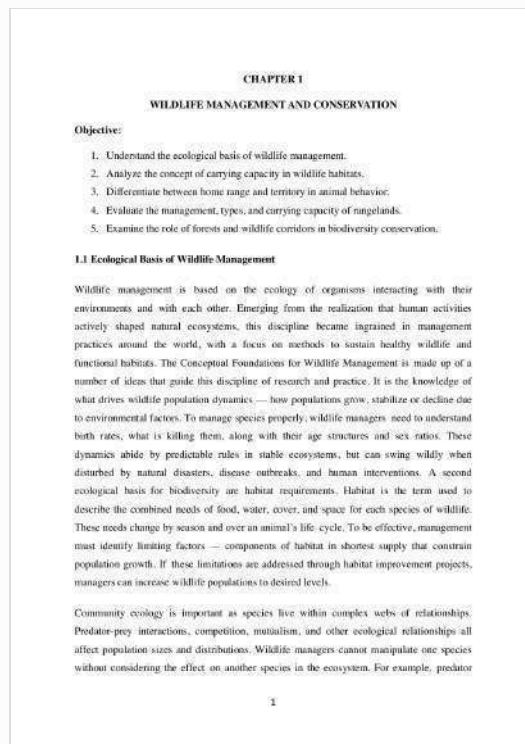 CHAPTER 1
WILDLIFE MANAGEMENT AND CONSERVATION
Objective:
1. Understand the ecological basis of wildlife management.
2. Analyze the concept of carrying capacity in wildlife habitats.
3. Differentiate between home range and territory in animal behavior.
4. Evaluate the management, types, and carrying capacity of rangelands.
5. Examine the role of forests and wildlife corridors in biodiversity conservation.
1.1 Ecological Basis of Wildlife Management
Wildlife management is based on the ecology of organisms interacting with their
environments and with each other. Emerging from the realization that human activities
actively shaped natural ecosystems, this discipline became ingrained in management
practices around the world, with a focus on methods to sustain healthy wildlife and
functional habitats. The Conceptual Foundations for Wildlife Management is made up of a
number of ideas that guide this discipline of research and practice. It is the knowledge of
what drives wildlife population dynamics — how populations grow, stabilize or decline due
to environmental factors. To manage species properly, wildlife managers need to understand
birth rates, what is killing them, along with their age structures and sex ratios. These
dynamics abide by predictable rules in stable ecosystems, but can swing wildly when
disturbed by natural disasters, disease outbreaks, and human interventions. A second
ecological basis for biodiversity are habitat requirements. Habitat is the term used to
describe the combined needs of food, water, cover, and space for each species of wildlife.
These needs change by season and over an animal's life cycle. To be effective, management
must identify limiting factors — components of habitat in shortest supply that constrain
population growth. If these limitations are addressed through habitat improvement projects,
managers can increase wildlife populations to desired levels.
Community ecology is important as species live within complex webs of relationships.
Predator-prey interactions, competition, mutualism, and other ecological relationships all
affect population sizes and distributions. Wildlife managers cannot manipulate one species
without considering the effect on another species in the ecosystem. For example, predator
1